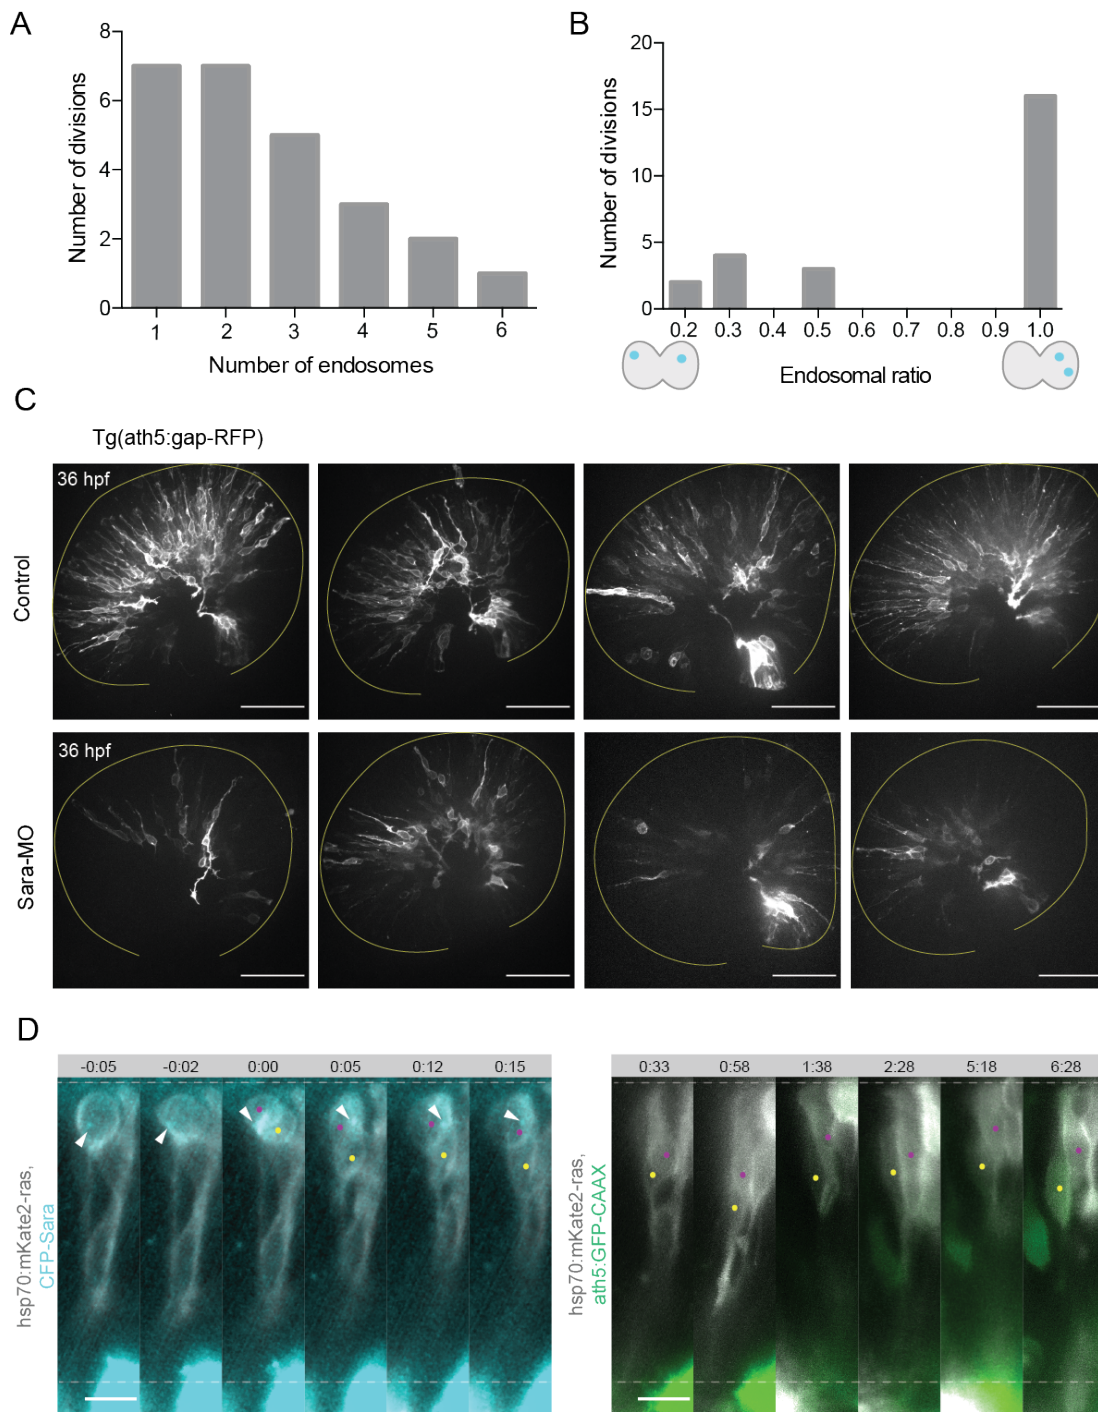 A
8
6
4
2
0
Number of divisions
1 2 3 4 5 6
Number of endosomes
B
20
15
10
5
0
Number of divisions
0.2 0.3 0.4 0.5 0.6 0.7 0.8 0.9 1.0
Endosomal ratio
C
Tg(ath5:gap-RFP)
Control
36 hpf
Sara-MO
36 hpf
D
hsp70:mKate2-ras,
CFP-Sara
-0:05 -0:02 0:00 0:05 0:12 0:15
hsp70:mKate2-ras,
ath5:GFP-CAAX
0:33 0:58 1:38 2:28 5:18 6:28